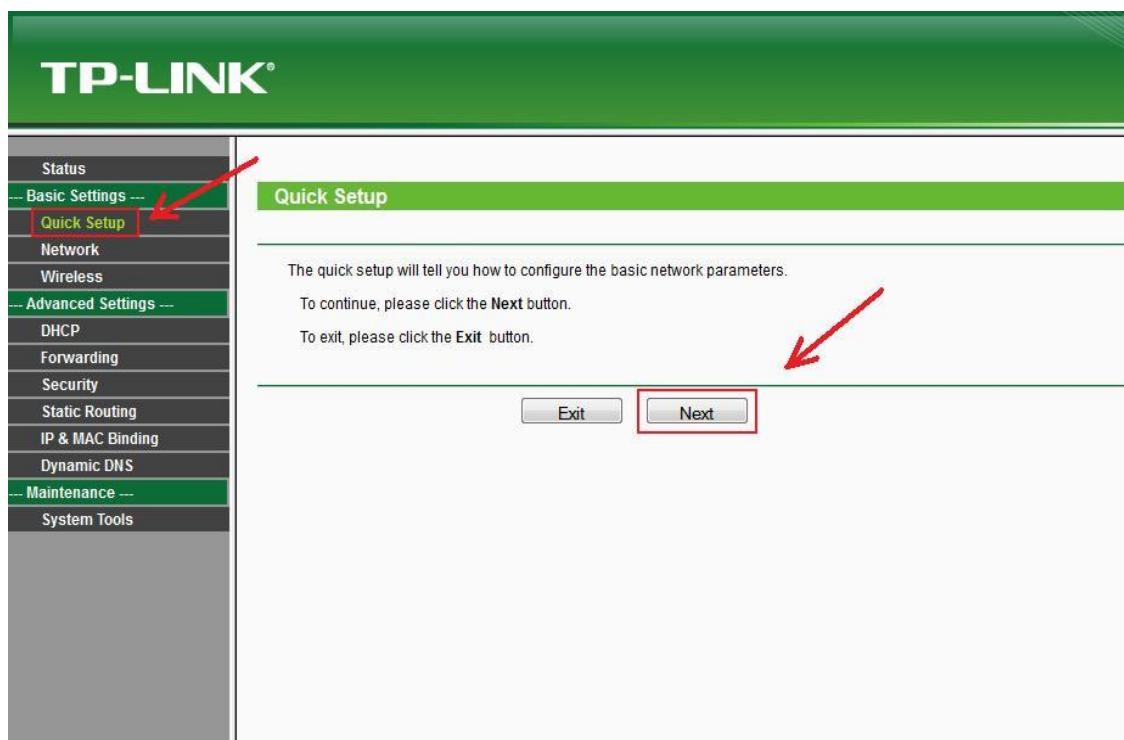 TP-LINK®
Status
--- Basic Settings ---
Quick Setup
Network
Wireless
--- Advanced Settings ---
DHCP
Forwarding
Security
Static Routing
IP & MAC Binding
Dynamic DNS
--- Maintenance ---
System Tools
Quick Setup
The quick setup will tell you how to configure the basic network parameters.
To continue, please click the Next button.
To exit, please click the Exit button.
Exit
Next